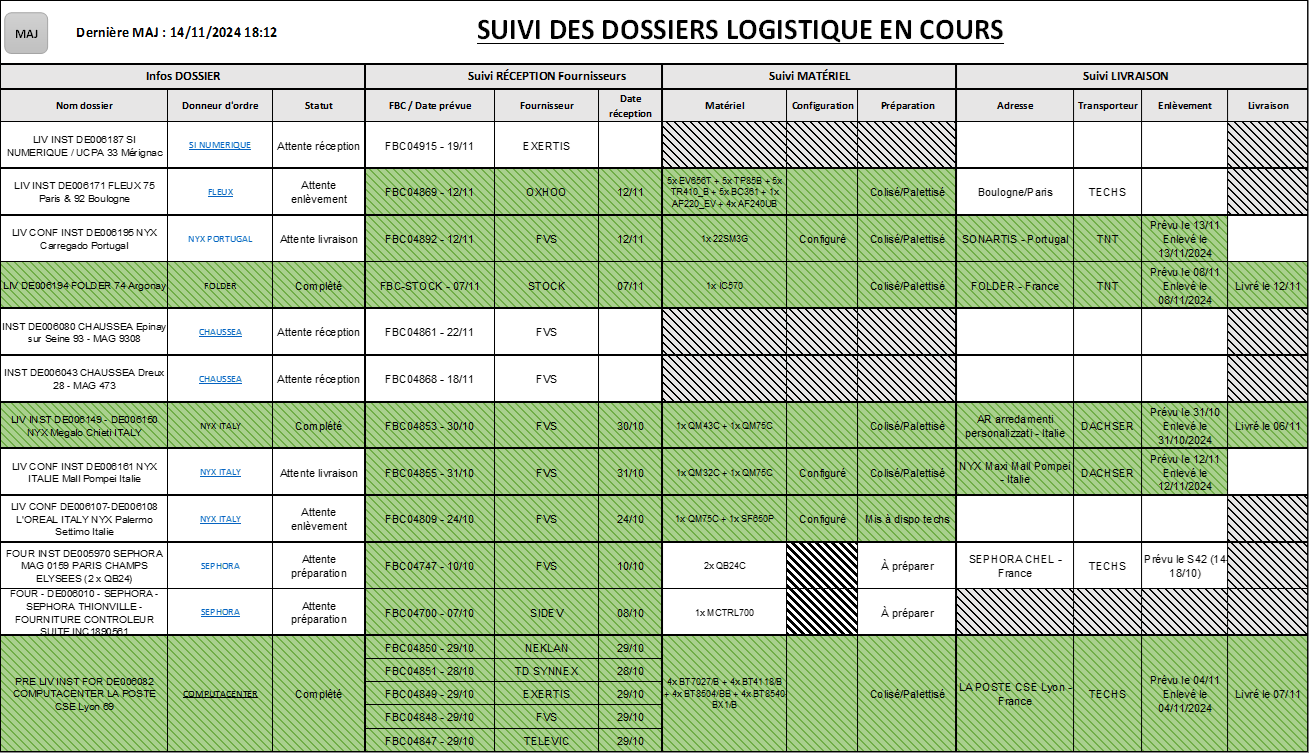 MAJ
Dernière MAJ : 14/11/2024 18:12
SUIVI DES DOSSIERS LOGISTIQUE EN COURS
Infos DOSSIER
Suivi RÉCEPTION Fournisseurs
Suivi MATÉRIEL
Suivi LIVRAISON
Nom dossier
Donneur d'ordre
Statut
FBC / Date prévue
Fournisseur
Date
réception
Matériel
Configuration
Préparation
Adresse
Transporteur
Enlèvement
Livraison
LIV INST DE006187 SI
NUMERIQUE / UCPA 33 Mérignac
SI NUMERIQUE
Attente réception
FBC04915 - 19/11
EXERTIS
LIV INST DE006171 FLEUX 75
Paris & 92 Boulogne
FLEUX
Attente
enlèvement
FBC04869 - 12/11
OXHOO
12/11
5x EV656T + 5x TP85B + 5x
TR410_B + 5x BC361 + 1x
AF220_EV + 4x AF240UB
Colisé/Palettisé
Boulogne/Paris
TECHS
LIV CONF INST DE006195 NYX
Carregado Portugal
NYX PORTUGAL
Attente livraison
FBC04892 - 12/11
FVS
12/11
1x 22SM3G
Configuré
Colisé/Palettisé
SONARTIS - Portugal
TNT
Prévu le 13/11
Enlevé le
13/11/2024
LIV DE006194 FOLDER 74 Argonay
FOLDER
Complété
FBC-STOCK - 07/11
STOCK
07/11
1x IC570
Colisé/Palettisé
FOLDER - France
TNT
Prévu le 08/11
Enlevé le
08/11/2024
Livré le 12/11
INST DE006080 CHAUSSEA Epinay
sur Seine 93 - MAG 9308
CHAUSSEA
Attente réception
FBC04861 - 22/11
FVS
INST DE006043 CHAUSSEA Dreux
28 - MAG 473
CHAUSSEA
Attente réception
FBC04868 - 18/11
FVS
LIV INST DE006149 - DE006150
NYX Megalo Chieti ITALY
NYX ITALY
Complété
FBC04853 - 30/10
FVS
30/10
1x QM43C + 1x QM75C
Colisé/Palettisé
AR arredamenti
personalizzati - Italie
DACHSER
Prévu le 31/10
Enlevé le
31/10/2024
Livré le 06/11
LIV CONF INST DE006161 NYX
ITALIE Mall Pompei Italie
NYX ITALY
Attente livraison
FBC04855 - 31/10
FVS
31/10
1x QM32C + 1x QM75C
Configuré
Colisé/Palettisé
NYX Maxi Mall Pompei
- Italie
DACHSER
Prévu le 12/11
Enlevé le
12/11/2024
LIV CONF DE006107-DE006108
L'OREAL ITALY NYX Palermo
Settimo Italie
NYX ITALY
Attente
enlèvement
FBC04809 - 24/10
FVS
24/10
1x QM75C + 1x SF650P
Configuré
Mis à dispo techs
FOUR INST DE005970 SEPHORA
MAG 0159 PARIS CHAMPS
ELYSEES (2 x QB24)
SEPHORA
Attente
préparation
FBC04747 - 10/10
FVS
10/10
2x QB24C
À préparer
SEPHORA CHEL -
France
TECHS
Prévu le S42 (14-
18/10)
FOUR - DE006010 - SEPHORA -
SEPHORA THIONVILLE -
FOURNITURE CONTROLEUR
SUITE INC1890561
SEPHORA
Attente
préparation
FBC04700 - 07/10
SIDEV
08/10
1x MCTRL700
À préparer
PRE LIV INST FOR DE006082
COMPUTACENTER LA POSTE
CSE Lyon 69
COMPUTACENTER
Complété
FBC04850 - 29/10
NEKLAN
29/10
FBC04851 - 28/10
TD SYNNEX
28/10
FBC04849 - 29/10
EXERTIS
29/10
FBC04848 - 29/10
FVS
29/10
FBC04847 - 29/10
TELEVIC
29/10
4x BT7027/B + 4x BT4118/B
+ 4x BT8504/BB + 4x BT8540-
BX1/B
Colisé/Palettisé
LA POSTE CSE Lyon -
France
TECHS
Prévu le 04/11
Enlevé le
04/11/2024
Livré le 07/11